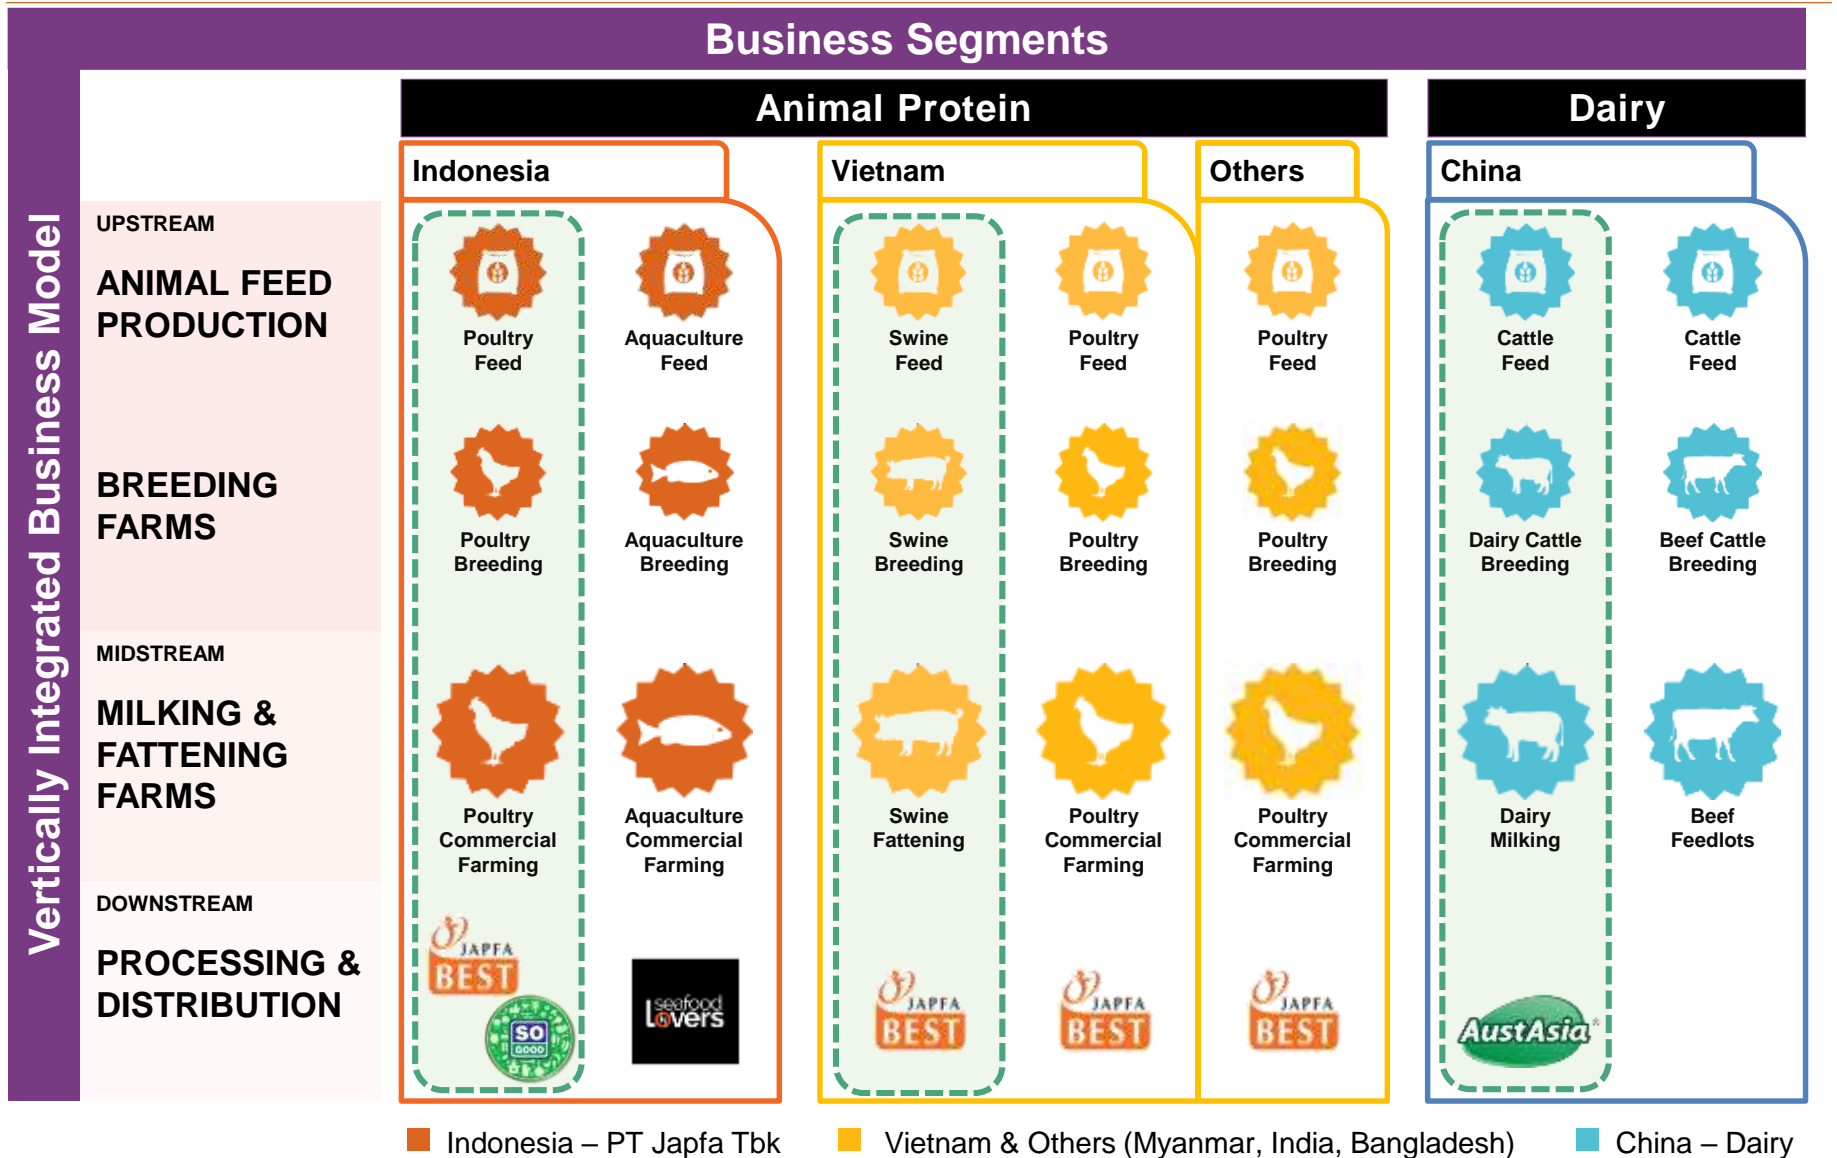 Business Segments
Vertically Integrated Business Model
Animal Protein
Dairy
Indonesia
Vietnam
Others
China
UPSTREAM
ANIMAL FEED
PRODUCTION
Poultry
Feed
Aquaculture
Feed
Swine
Feed
Poultry
Feed
Poultry
Feed
Cattle
Feed
Cattle
Feed
BREEDING
FARMS
Poultry
Breeding
Aquaculture
Breeding
Swine
Breeding
Poultry
Breeding
Poultry
Breeding
Dairy Cattle
Breeding
Beef Cattle
Breeding
MIDSTREAM
MILKING &
FATTENING
FARMS
Poultry
Commercial
Farming
Aquaculture
Commercial
Farming
Swine
Fattening
Poultry
Commercial
Farming
Poultry
Commercial
Farming
Dairy
Milking
Beef
Feedlots
DOWNSTREAM
PROCESSING &
DISTRIBUTION
JAPFA
BEST
SO
GOOD
seafood
Lovers
JAPFA
BEST
JAPFA
BEST
JAPFA
BEST
AustAsia®
Indonesia – PT Japfa Tbk
Vietnam & Others (Myanmar, India, Bangladesh)
China – Dairy